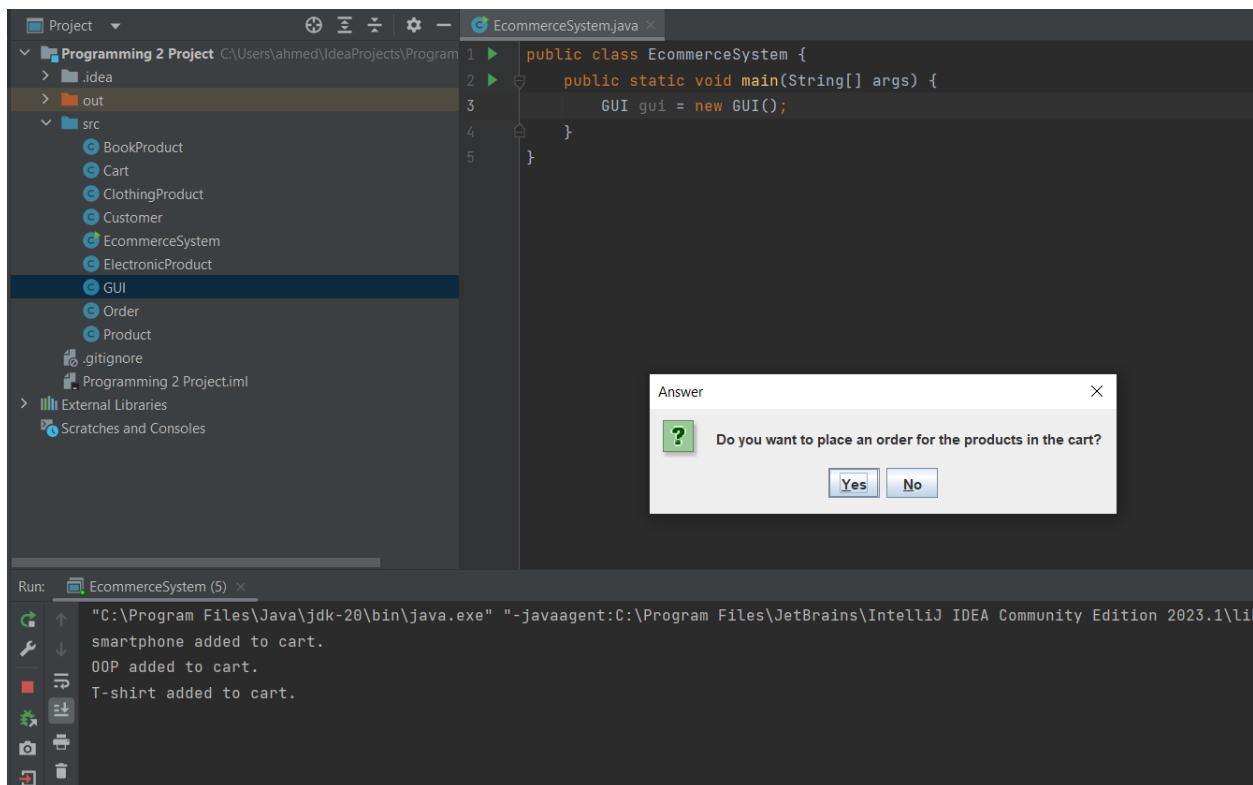 Project
EcommerceSystem.java
Programming 2 Project C:\Users\ahmed\IdeaProjects\Program
.idea
out
src
BookProduct
Cart
ClothingProduct
Customer
EcommerceSystem
ElectronicProduct
GUI
Order
Product
.gitignore
Programming 2 Project.iml
External Libraries
Scratches and Consoles
1 public class EcommerceSystem {
2 public static void main(String[] args) {
3 GUI gui = new GUI();
4 }
5 }
Answer
? Do you want to place an order for the products in the cart?
Yes No
Run: EcommerceSystem (5)
"C:\Program Files\Java\jdk-20\bin\java.exe" "-javaagent:C:\Program Files\JetBrains\IntelliJ IDEA Community Edition 2023.1\li
smartphone added to cart.
OOP added to cart.
T-shirt added to cart.